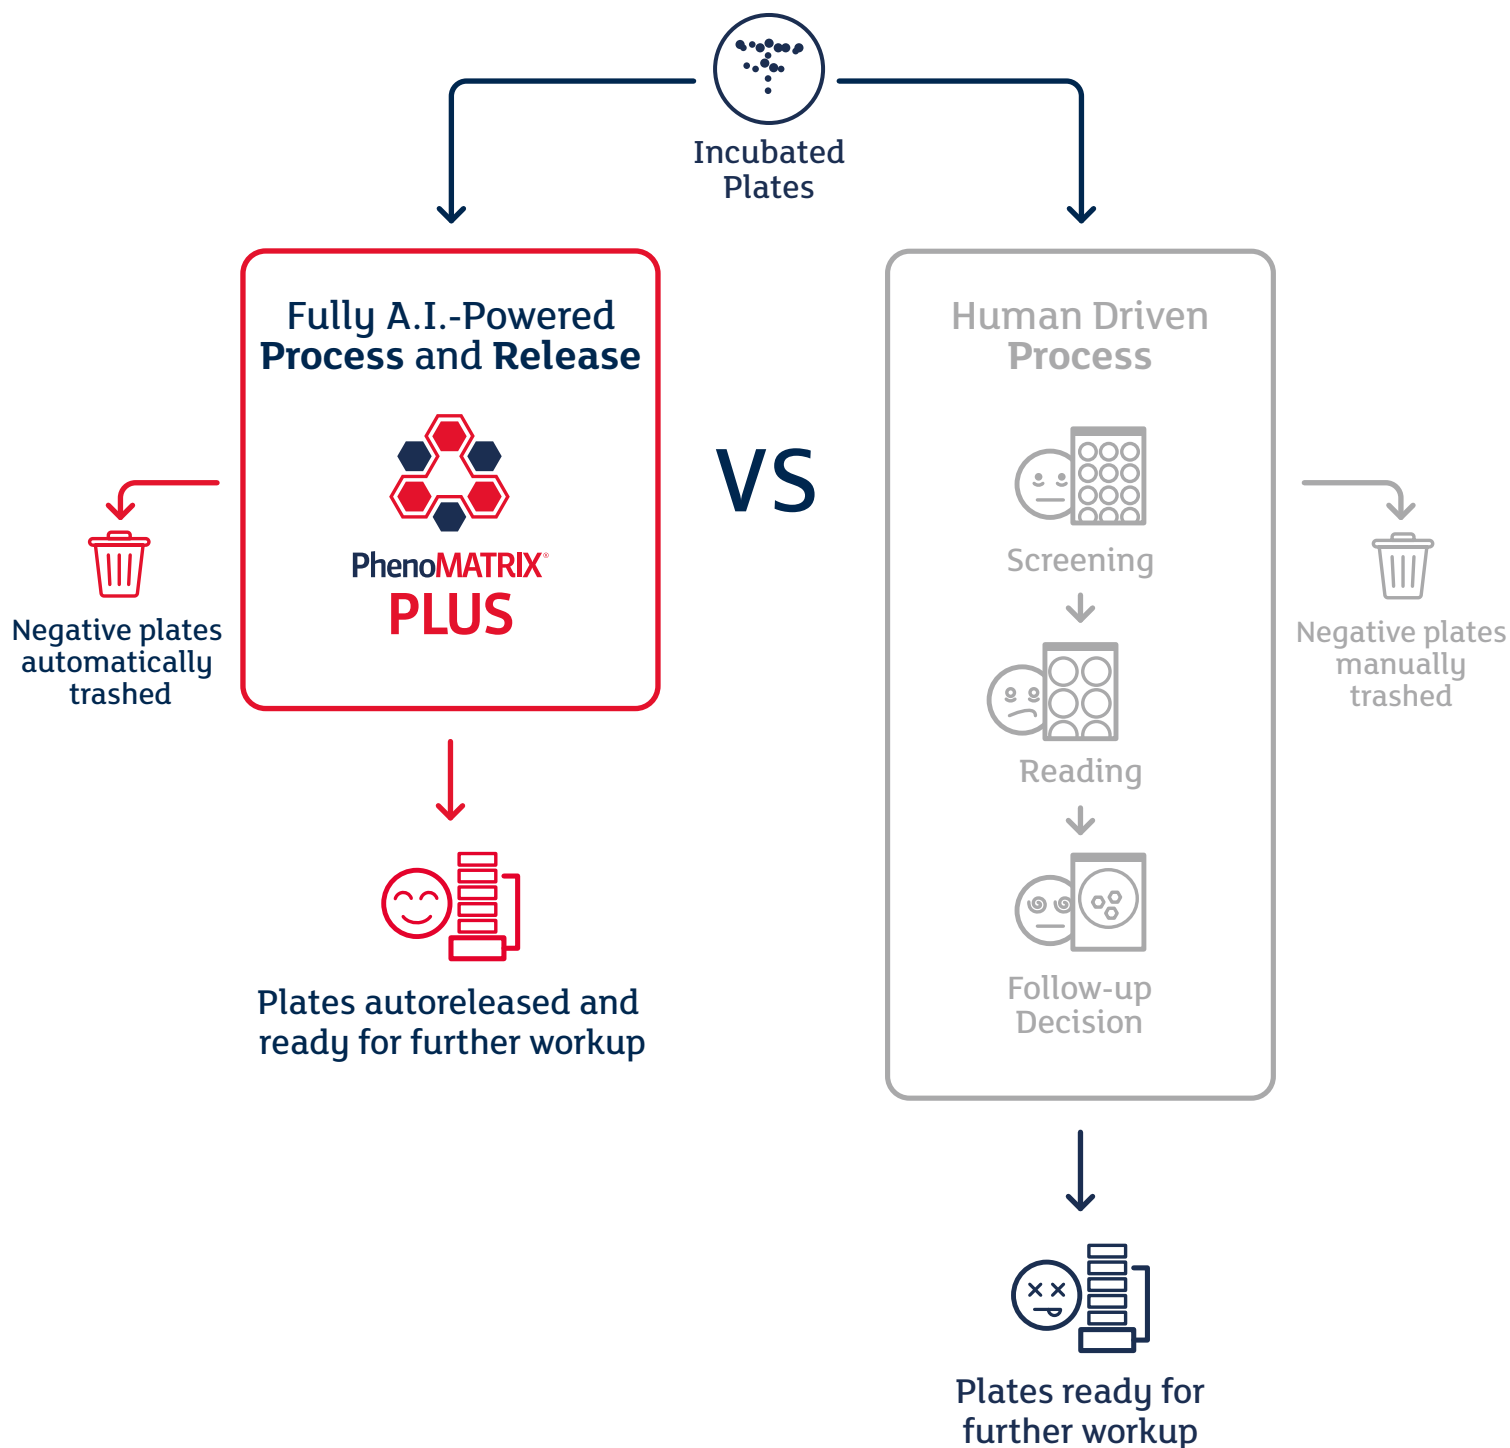 Incubated
Plates
Fully A.I.-Powered
Process and Release
PhenoMATRIX®
PLUS
Negative plates
automatically
trashed
Plates autoreleased and
ready for further workup
VS
Human Driven
Process
Screening
Reading
Follow-up
Decision
Negative plates
manually
trashed
Plates ready for
further workup